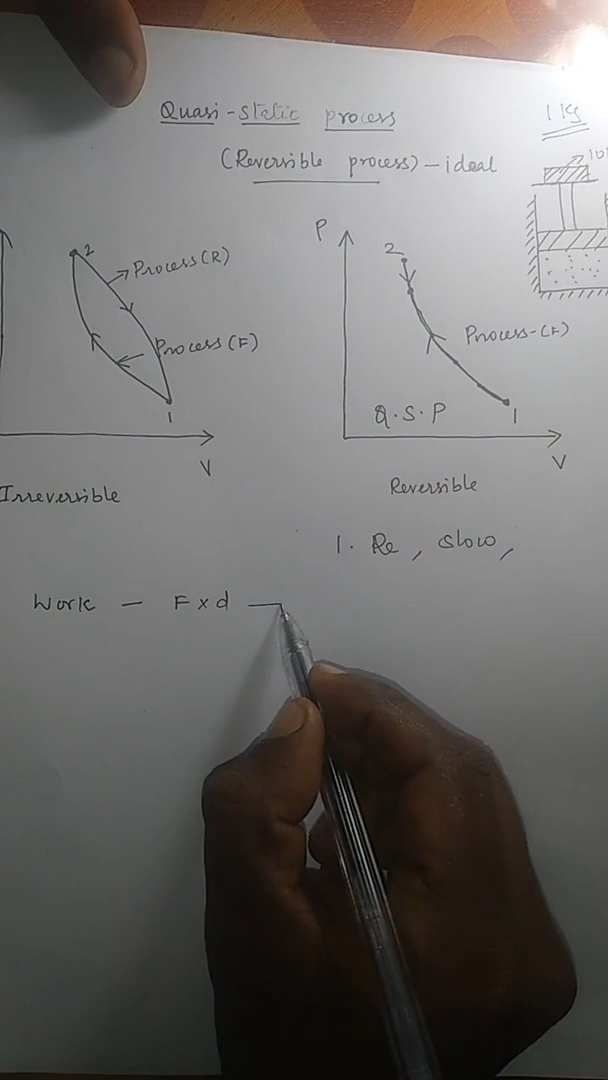 Quasi-static process
1 Kg
(Reversible process) - ideal
10
2
Process (R)
Process (F)
1
V
Irreversible
P
2
Process-(F)
Q.S.P
1
V
Reversible
1. Re, slow,
Work - F x d -